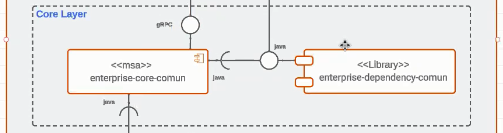 Core Layer
gRPC
java
<<msa>>
enterprise-core-comun
java
<<Library>>
enterprise-dependency-comun
java